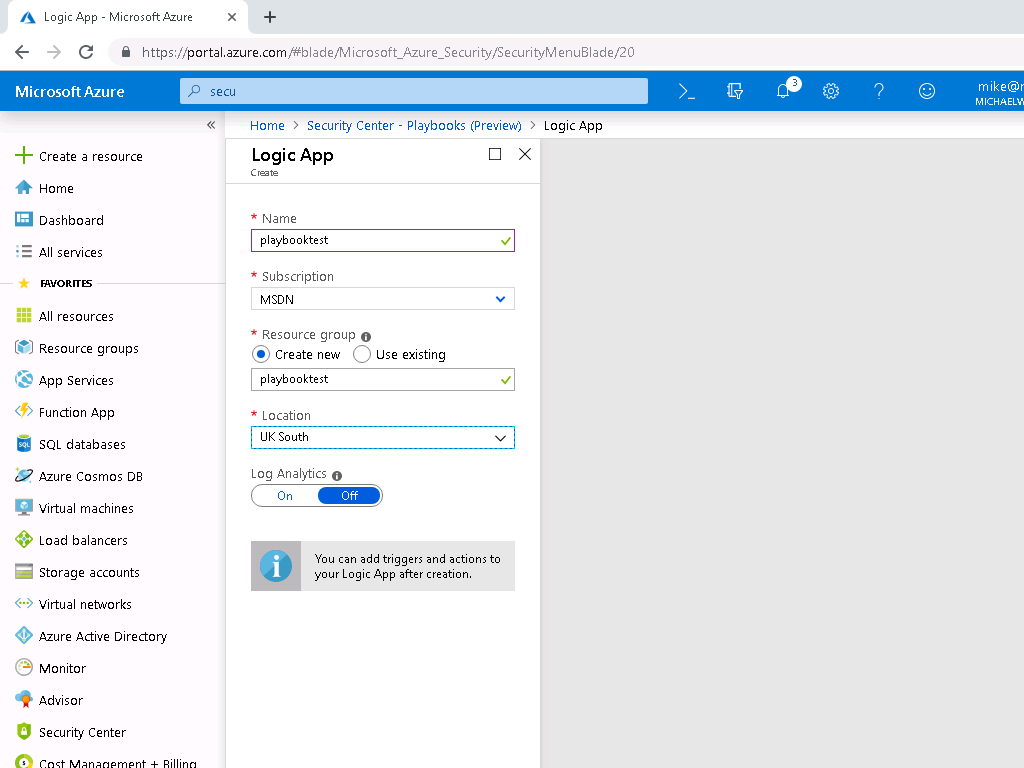 Logic App - Microsoft Azure
https://portal.azure.com/#blade/Microsoft_Azure_Security/SecurityMenuBlade/20
Microsoft Azure
secu
3
mike@
MICHAELW
Home > Security Center - Playbooks (Preview) > Logic App
Create a resource
Home
Dashboard
All services
FAVORITES
All resources
Resource groups
App Services
Function App
SQL databases
Azure Cosmos DB
Virtual machines
Load balancers
Storage accounts
Virtual networks
Azure Active Directory
Monitor
Advisor
Security Center
Cost Management + Billing
Logic App
Create
* Name
playbooktest
* Subscription
MSDN
* Resource group
Create new Use existing
playbooktest
* Location
UK South
Log Analytics
On Off
You can add triggers and actions to
your Logic App after creation.